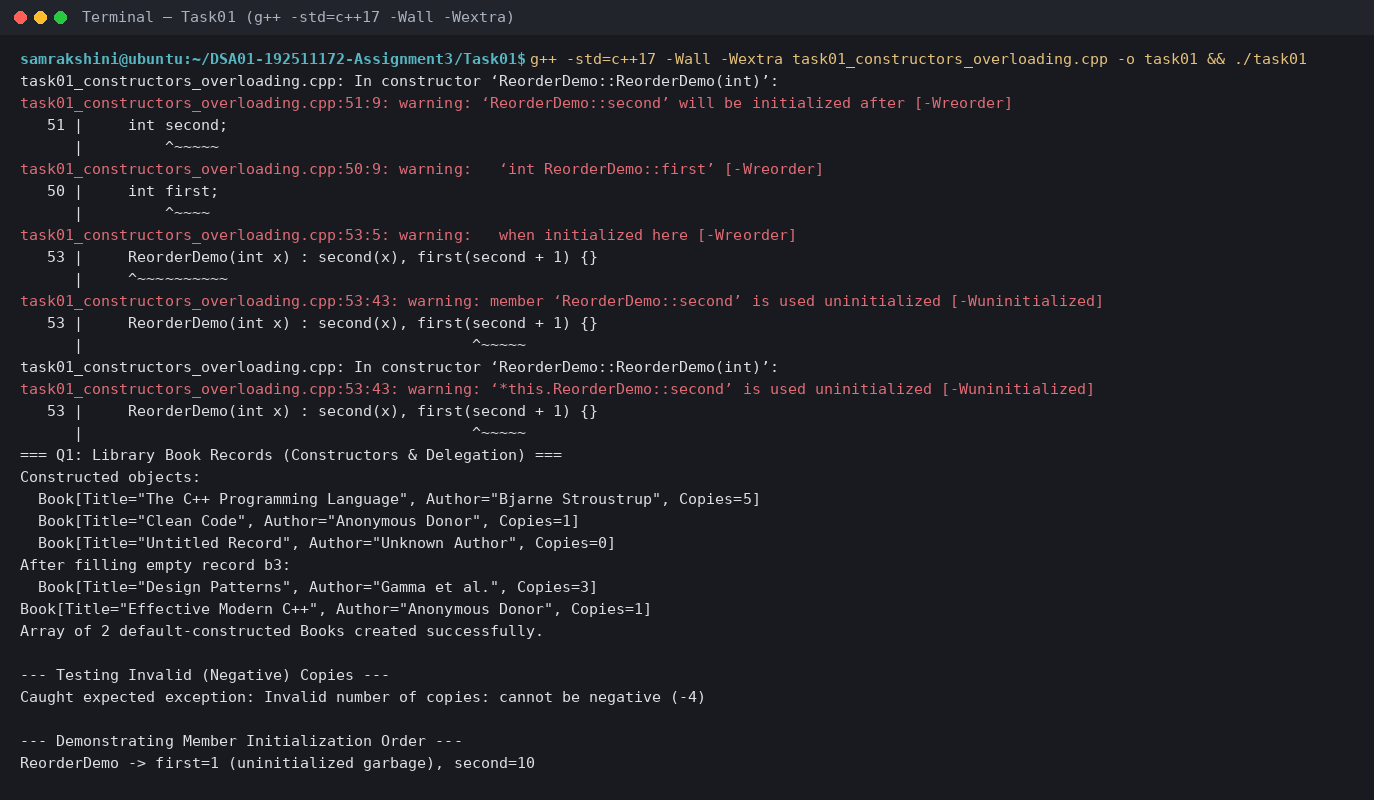 Terminal — Task01 (g++ -std=c++17 -Wall -Wextra)
samrakshini@ubuntu:~/DSA01-192511172-Assignment3/Task01$ g++ -std=c++17 -Wall -Wextra task01_constructors_overloading.cpp -o task01 && ./task01
task01_constructors_overloading.cpp: In constructor ‘ReorderDemo::ReorderDemo(int)’:
task01_constructors_overloading.cpp:51:9: warning: ‘ReorderDemo::second’ will be initialized after [-Wreorder]
   51 |     int second;
      |         ^~~~~~
task01_constructors_overloading.cpp:50:9: warning:   ‘int ReorderDemo::first’ [-Wreorder]
   50 |     int first;
      |         ^~~~~
task01_constructors_overloading.cpp:53:5: warning:   when initialized here [-Wreorder]
   53 |     ReorderDemo(int x) : second(x), first(second + 1) {}
      |     ^~~~~~~~~~~
task01_constructors_overloading.cpp:53:43: warning: member ‘ReorderDemo::second’ is used uninitialized [-Wuninitialized]
   53 |     ReorderDemo(int x) : second(x), first(second + 1) {}
      |                                           ^~~~~~
task01_constructors_overloading.cpp: In constructor ‘ReorderDemo::ReorderDemo(int)’:
task01_constructors_overloading.cpp:53:43: warning: ‘*this.ReorderDemo::second’ is used uninitialized [-Wuninitialized]
   53 |     ReorderDemo(int x) : second(x), first(second + 1) {}
      |                                           ^~~~~~
=== Q1: Library Book Records (Constructors & Delegation) ===
Constructed objects:
  Book[Title="The C++ Programming Language", Author="Bjarne Stroustrup", Copies=5]
  Book[Title="Clean Code", Author="Anonymous Donor", Copies=1]
  Book[Title="Untitled Record", Author="Unknown Author", Copies=0]
After filling empty record b3:
  Book[Title="Design Patterns", Author="Gamma et al.", Copies=3]
Book[Title="Effective Modern C++", Author="Anonymous Donor", Copies=1]
Array of 2 default-constructed Books created successfully.

--- Testing Invalid (Negative) Copies ---
Caught expected exception: Invalid number of copies: cannot be negative (-4)

--- Demonstrating Member Initialization Order ---
ReorderDemo -> first=1 (uninitialized garbage), second=10